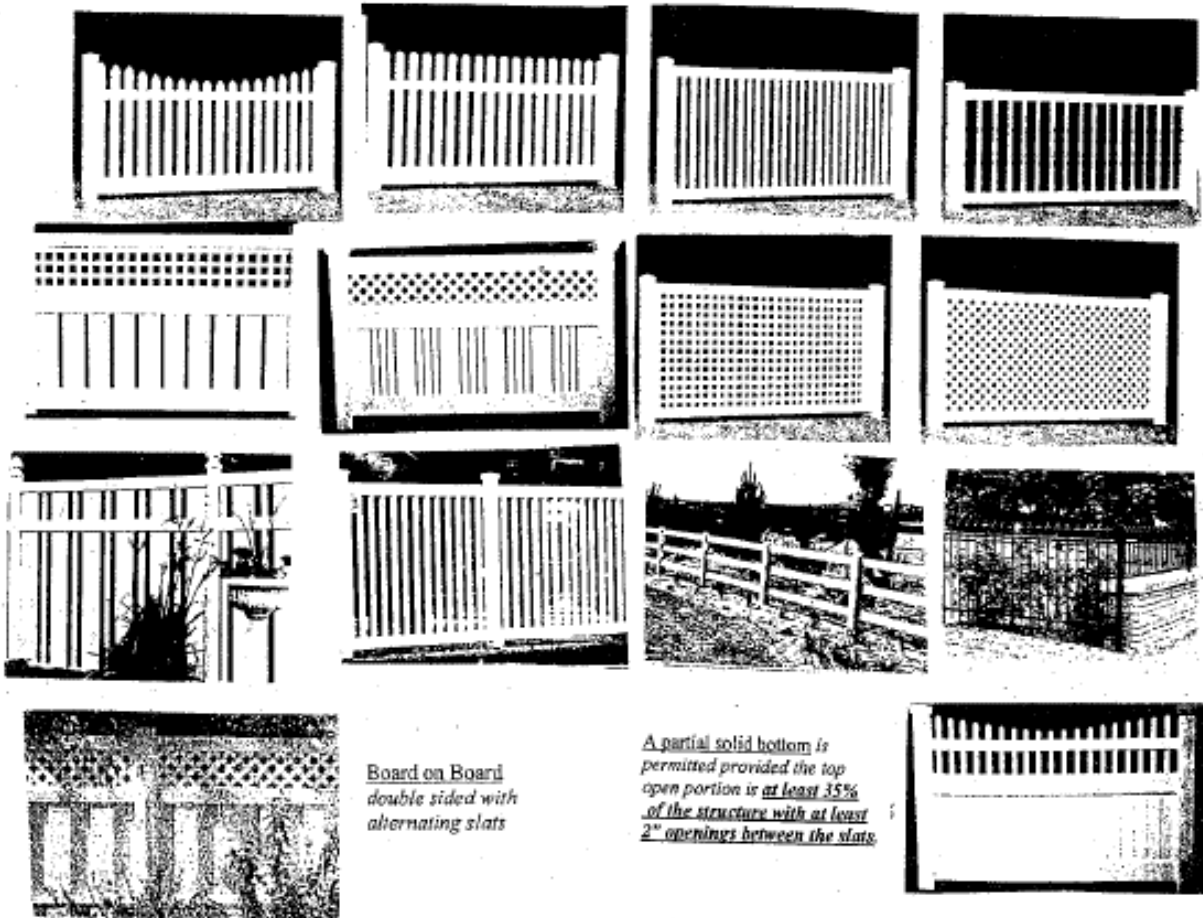 Board on Board
double sided with
alternating slats
A partial solid bottom is
permitted provided the top
open portion is at least 35%
of the structure with at least
2" openings between the slats.